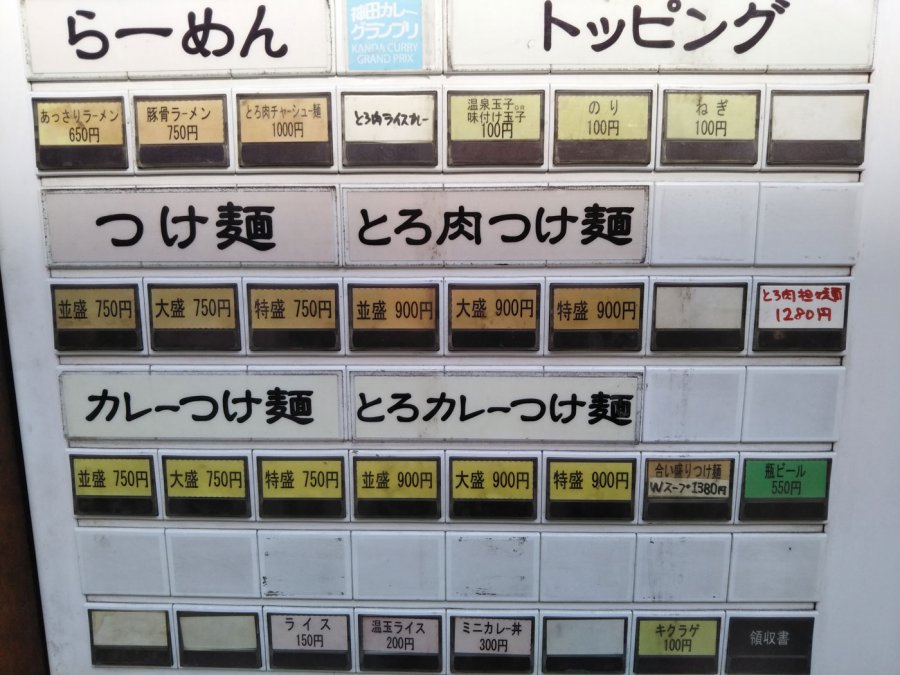 らーめん
神田カレー
グランプリ
KANDA CURRY
GRAND PRIX
トッピング
あっさりラーメン
650円
豚骨ラーメン
750円
とろ肉チャーシュー麺
1000円
とろ肉ライスカレー
温泉玉子or
味付け玉子
100円
のり
100円
ねぎ
100円
つけ麺
とろ肉つけ麺
並盛 750円
大盛 750円
特盛 750円
並盛 900円
大盛 900円
特盛 900円
とろ肉担々麺
1280円
カレーつけ麺
とろカレーつけ麺
並盛 750円
大盛 750円
特盛 750円
並盛 900円
大盛 900円
特盛 900円
合い盛りつけ麺
Wスープ1380円
瓶ビール
550円
ライス
150円
温玉ライス
200円
ミニカレー丼
300円
キクラゲ
100円
領収書